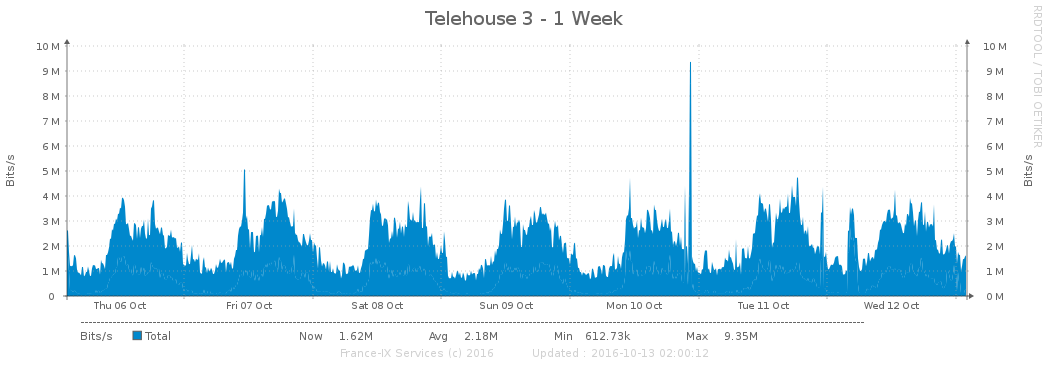 Telehouse 3 - 1 Week
RRDTOOL / TOBI OETIKER
Bits/s
10 M
9 M
8 M
7 M
6 M
5 M
4 M
3 M
2 M
1 M
0
10 M
9 M
8 M
7 M
6 M
5 M
4 M
3 M
2 M
1 M
0 M
Bits/s
Thu 06 Oct Fri 07 Oct Sat 08 Oct Sun 09 Oct Mon 10 Oct Tue 11 Oct Wed 12 Oct
Bits/s Total Now 1.62M Avg 2.18M Min 612.73k Max 9.35M
France-IX Services (c) 2016 Updated : 2016-10-13 02:00:12